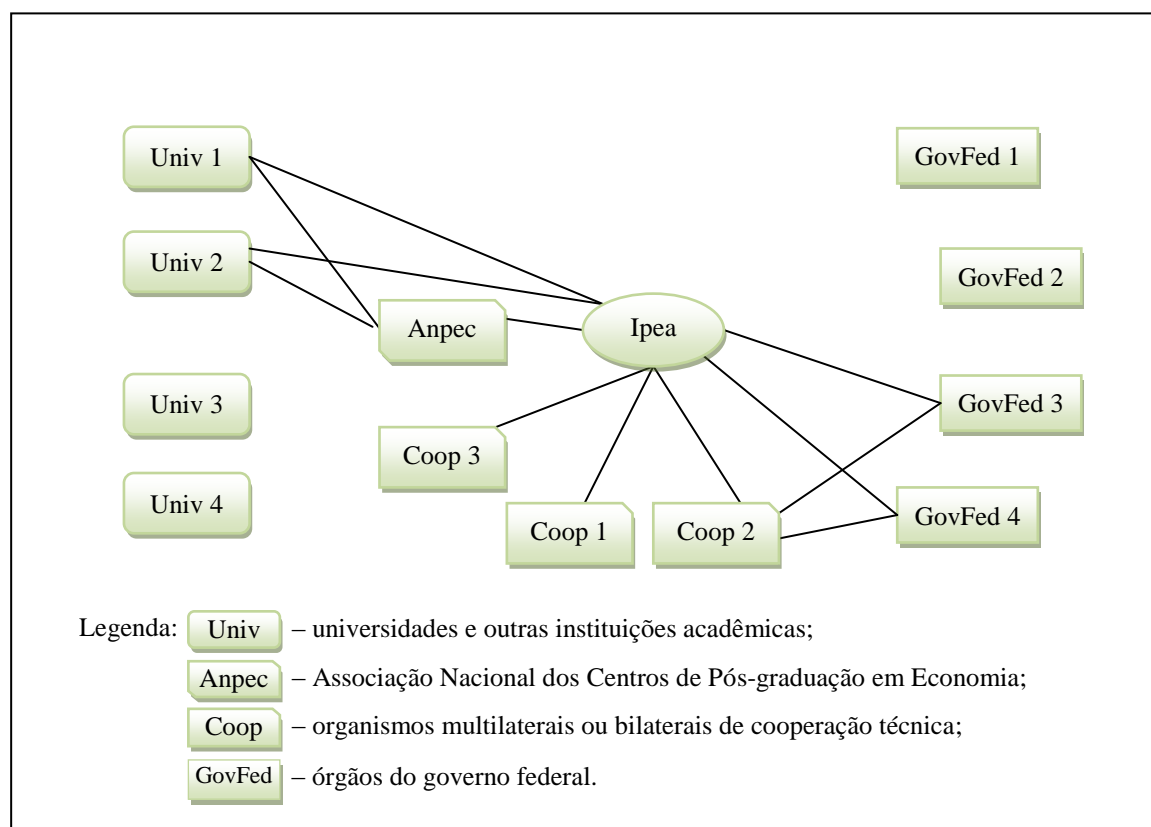 Univ 1
GovFed 1
Univ 2
GovFed 2
Anpec
Ipea
Univ 3
GovFed 3
Coop 3
Univ 4
GovFed 4
Coop 1
Coop 2
Legenda: Univ – universidades e outras instituições acadêmicas;
Anpec – Associação Nacional dos Centros de Pós-graduação em Economia;
Coop – organismos multilaterais ou bilaterais de cooperação técnica;
GovFed – órgãos do governo federal.